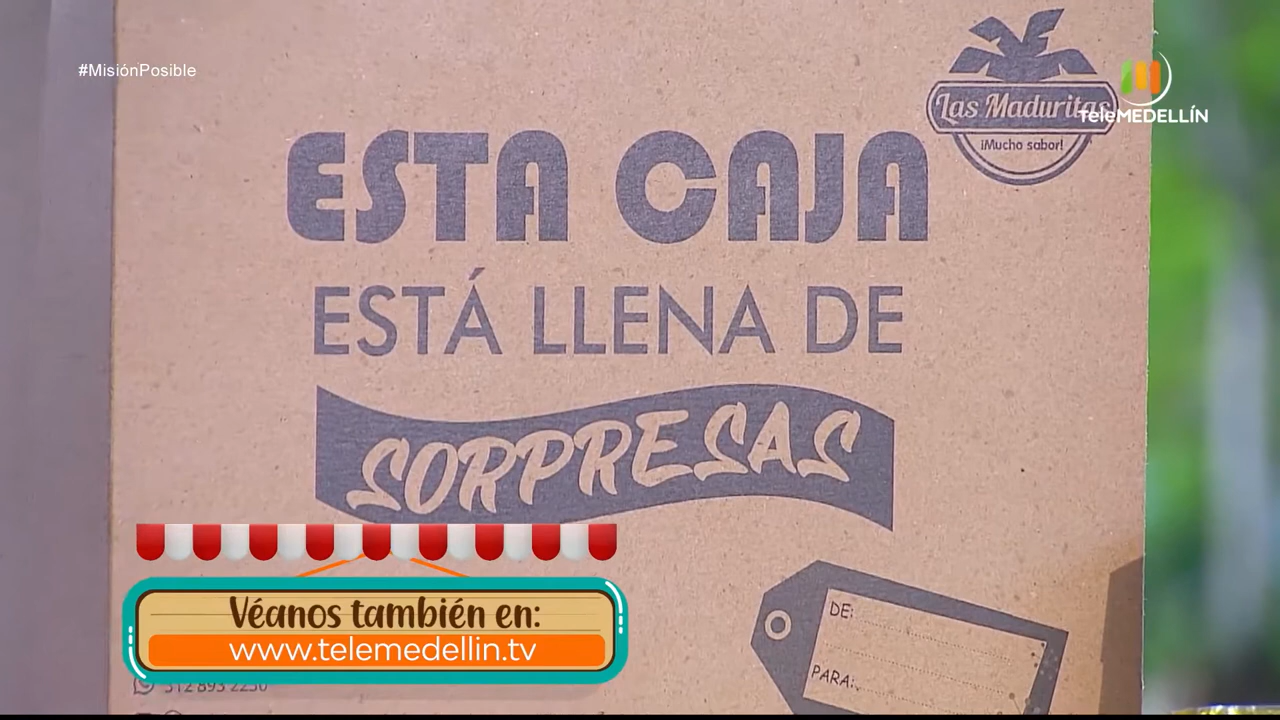 #MisiónPosible
Las Maduritas
¡Mucho sabor!
TeleMEDELLÍN
ESTA CAJA
ESTÁ LLENA DE
SORPRESAS
DE:
PARA:
Véanos también en:
www.telemedellin.tv